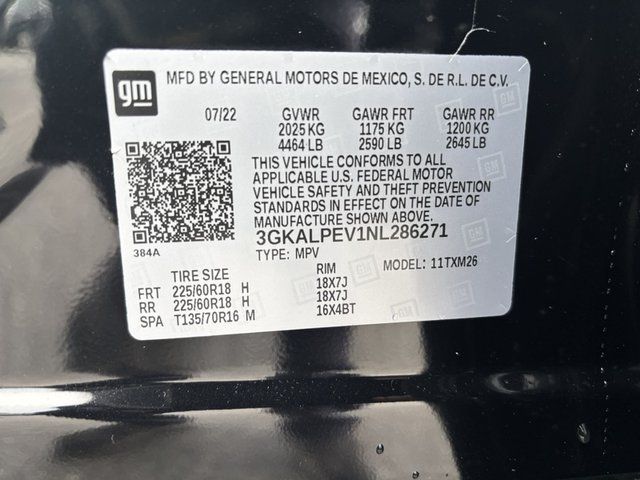 gm
MFD BY GENERAL MOTORS DE MEXICO, S. DE R.L. DE C.V.
07/22 GVWR GAWR FRT GAWR RR
2025 KG 1175 KG 1200 KG
4464 LB 2590 LB 2645 LB
THIS VEHICLE CONFORMS TO ALL
APPLICABLE U.S. FEDERAL MOTOR
VEHICLE SAFETY AND THEFT PREVENTION
STANDARDS IN EFFECT ON THE DATE OF
MANUFACTURE SHOWN ABOVE.
3GKALPEV1NL286271
384A
TYPE: MPV
MODEL: 11TXM26
TIRE SIZE RIM
FRT 225/60R18 H 18X7J
RR 225/60R18 H 18X7J
SPA T135/70R16 M 16X4BT